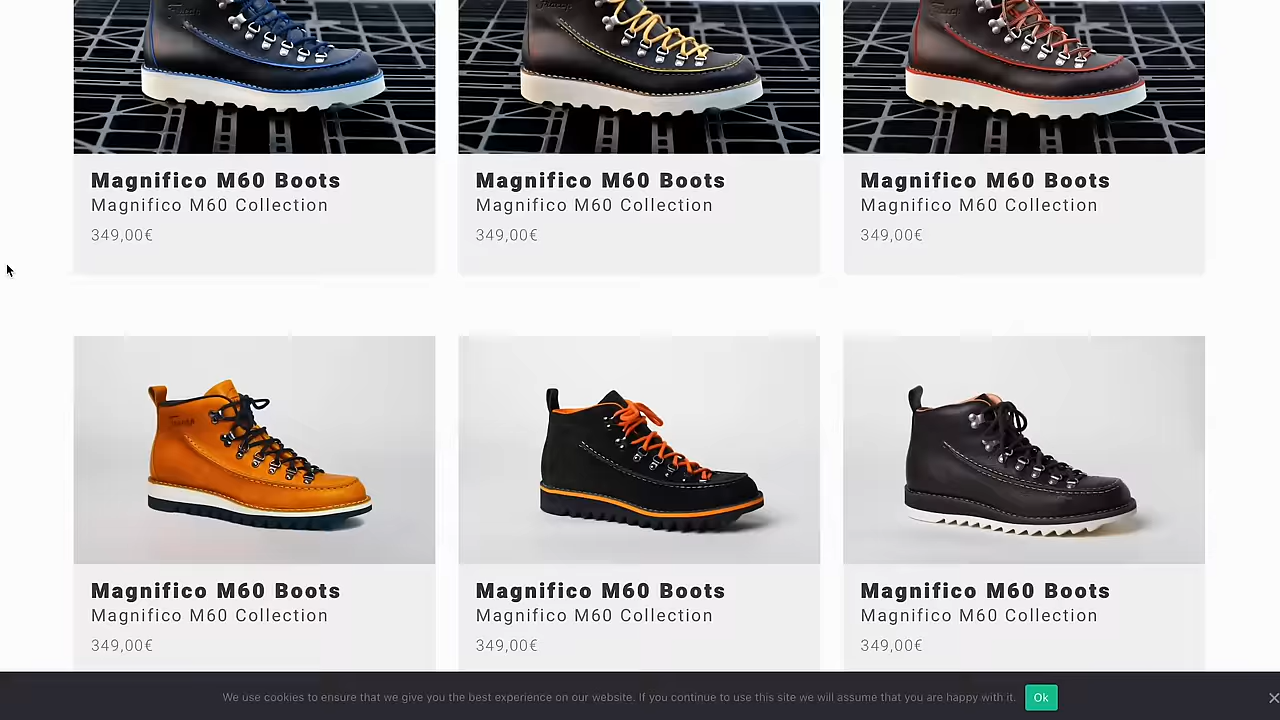 Magnifico M60 Boots
Magnifico M60 Collection
349,00€
Magnifico M60 Boots
Magnifico M60 Collection
349,00€
Magnifico M60 Boots
Magnifico M60 Collection
349,00€
Magnifico M60 Boots
Magnifico M60 Collection
349,00€
Magnifico M60 Boots
Magnifico M60 Collection
349,00€
Magnifico M60 Boots
Magnifico M60 Collection
349,00€
We use cookies to ensure that we give you the best experience on our website. If you continue to use this site we will assume that you are happy with it. Ok